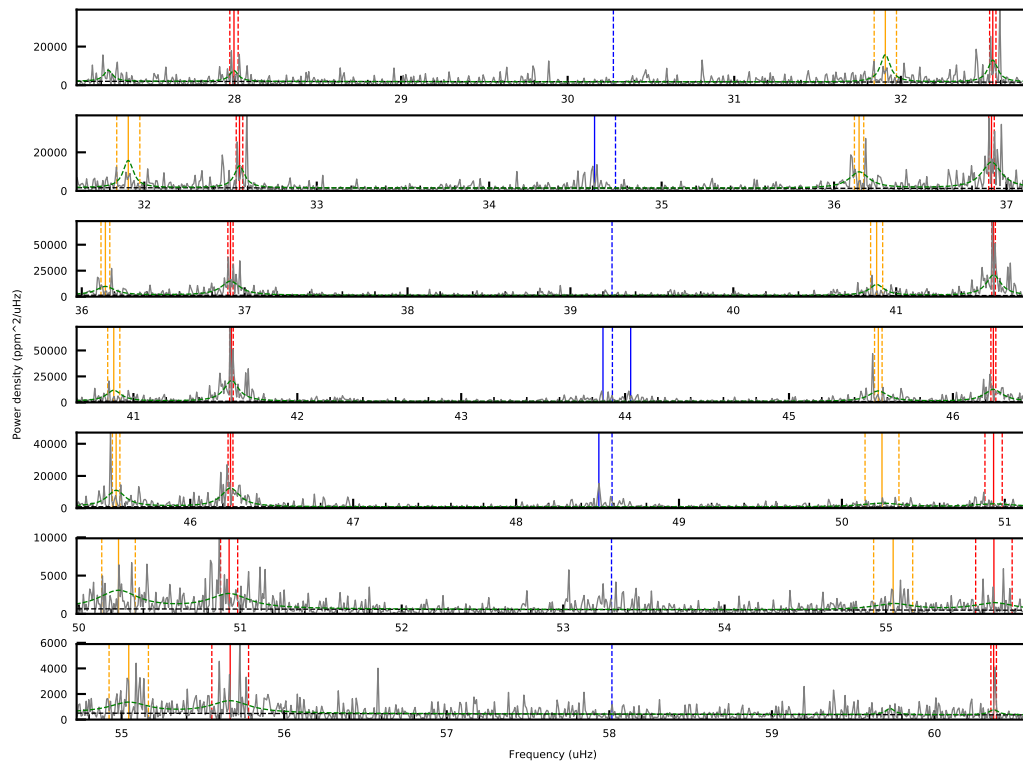 20000
0
28 29 30 31 32
20000
0
32 33 34 35 36 37
50000
25000
0
36 37 38 39 40 41
Power density (ppm^2/uHz)
50000
25000
0
41 42 43 44 45 46
40000
20000
0
46 47 48 49 50 51
10000
5000
0
50 51 52 53 54 55
6000
4000
2000
0
55 56 57 58 59 60
Frequency (uHz)